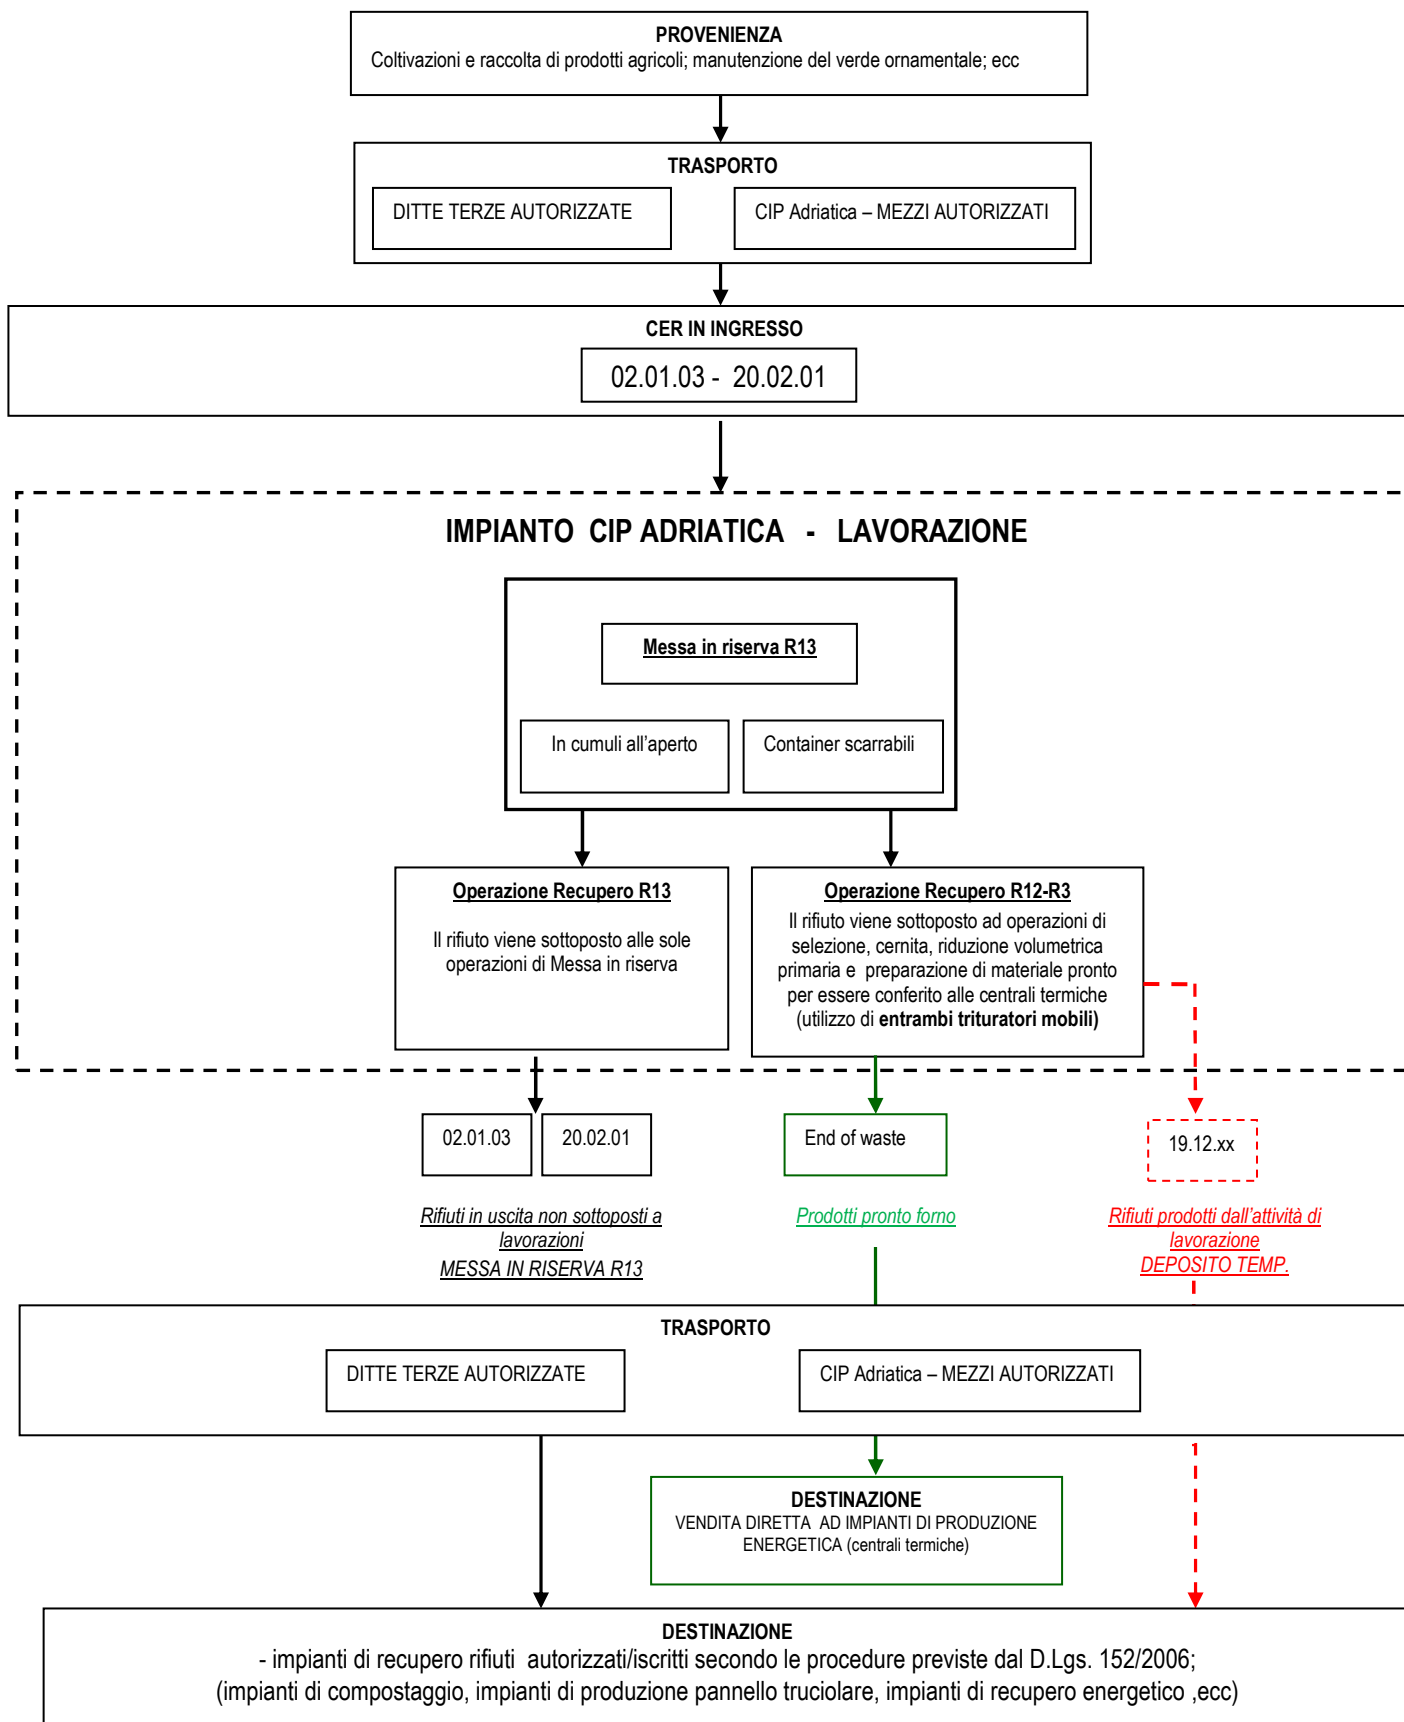 PROVENIENZA
Coltivazioni e raccolta di prodotti agricoli; manutenzione del verde ornamentale; ecc
TRASPORTO
DITTE TERZE AUTORIZZATE
CIP Adriatica – MEZZI AUTORIZZATI
CER IN INGRESSO
02.01.03 - 20.02.01
IMPIANTO CIP ADRIATICA - LAVORAZIONE
Messa in riserva R13
In cumuli all'aperto
Container scarrabili
Operazione Recupero R13
Il rifiuto viene sottoposto alle sole
operazioni di Messa in riserva
Operazione Recupero R12-R3
Il rifiuto viene sottoposto ad operazioni di
selezione, cernita, riduzione volumetrica
primaria e preparazione di materiale pronto
per essere conferito alle centrali termiche
(utilizzo di entrambi trituratori mobili)
02.01.03
20.02.01
End of waste
19.12.xx
Rifiuti in uscita non sottoposti a
lavorazioni
MESSA IN RISERVA R13
Prodotti pronto forno
Rifiuti prodotti dall'attività di
lavorazione
DEPOSITO TEMP.
TRASPORTO
DITTE TERZE AUTORIZZATE
CIP Adriatica – MEZZI AUTORIZZATI
DESTINAZIONE
VENDITA DIRETTA AD IMPIANTI DI PRODUZIONE
ENERGETICA (centrali termiche)
DESTINAZIONE
- impianti di recupero rifiuti autorizzati/iscritti secondo le procedure previste dal D.Lgs. 152/2006;
(impianti di compostaggio, impianti di produzione pannello truciolare, impianti di recupero energetico ,ecc)